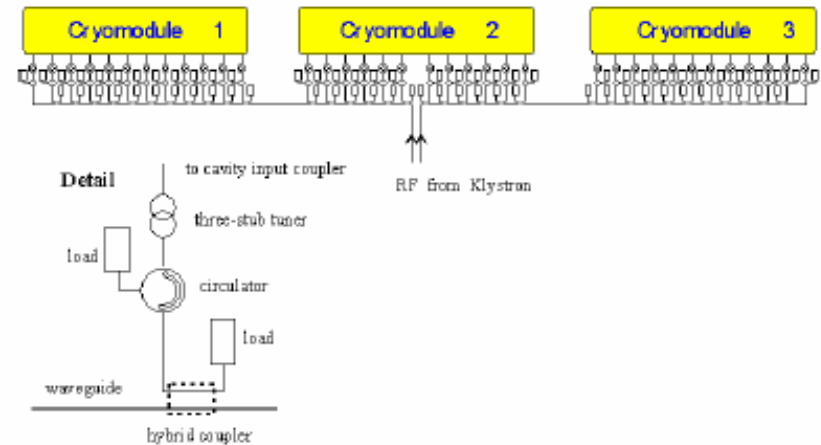 Cryomodule 1
Cryomodule 2
Cryomodule 3
RF from Klystron
Detail
to cavity input coupler
three-stub tuner
load
circulator
load
waveguide
hybrid coupler